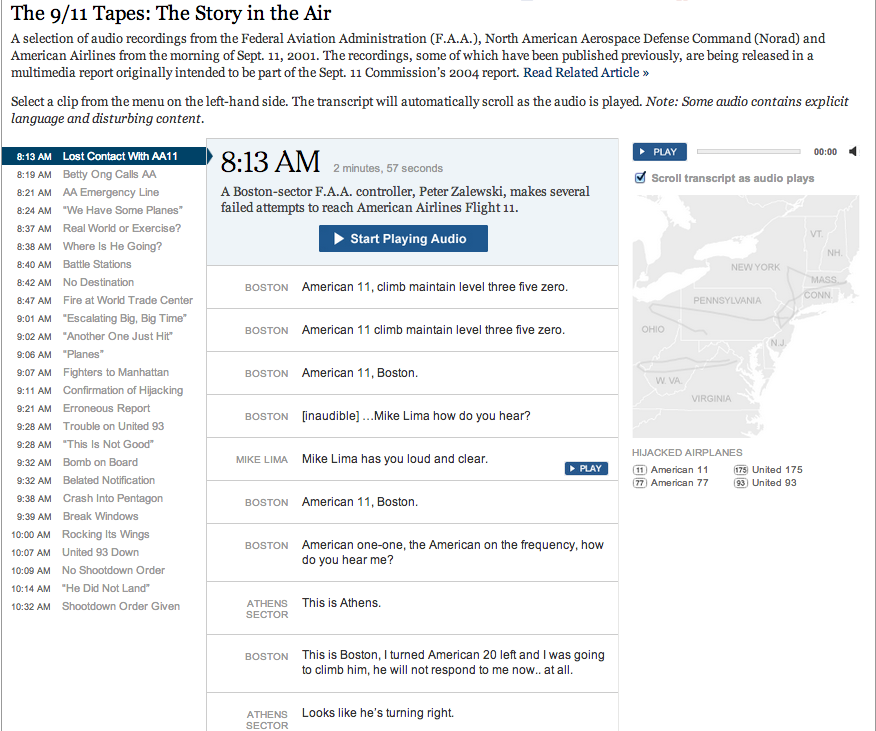 The 9/11 Tapes: The Story in the Air
A selection of audio recordings from the Federal Aviation Administration (F.A.A.), North American Aerospace Defense Command (Norad) and
American Airlines from the morning of Sept. 11, 2001. The recordings, some of which have been published previously, are being released in a
multimedia report originally intended to be part of the Sept. 11 Commission's 2004 report. Read Related Article »
Select a clip from the menu on the left-hand side. The transcript will automatically scroll as the audio is played. Note: Some audio contains explicit
language and disturbing content.
8:13 AM Lost Contact With AA11
8:19 AM Betty Ong Calls AA
8:21 AM AA Emergency Line
8:24 AM "We Have Some Planes"
8:37 AM Real World or Exercise?
8:38 AM Where Is He Going?
8:40 AM Battle Stations
8:42 AM No Destination
8:47 AM Fire at World Trade Center
9:01 AM "Escalating Big, Big Time"
9:02 AM "Another One Just Hit"
9:06 AM "Planes"
9:07 AM Fighters to Manhattan
9:11 AM Confirmation of Hijacking
9:21 AM Erroneous Report
9:28 AM Trouble on United 93
9:28 AM "This Is Not Good"
9:32 AM Bomb on Board
9:32 AM Belated Notification
9:38 AM Crash Into Pentagon
9:39 AM Break Windows
10:00 AM Rocking Its Wings
10:07 AM United 93 Down
10:09 AM No Shootdown Order
10:14 AM "He Did Not Land"
10:32 AM Shootdown Order Given
8:13 AM 2 minutes, 57 seconds
A Boston-sector F.A.A. controller, Peter Zalewski, makes several
failed attempts to reach American Airlines Flight 11.
Start Playing Audio
BOSTON American 11, climb maintain level three five zero.
BOSTON American 11 climb maintain level three five zero.
BOSTON American 11, Boston.
BOSTON [inaudible] …Mike Lima how do you hear?
MIKE LIMA Mike Lima has you loud and clear.
PLAY
BOSTON American 11, Boston.
BOSTON American one-one, the American on the frequency, how
do you hear me?
ATHENS SECTOR This is Athens.
BOSTON This is Boston, I turned American 20 left and I was going
to climb him, he will not respond to me now.. at all.
ATHENS SECTOR Looks like he's turning right.
PLAY 00:00
Scroll transcript as audio plays
VT.
NH.
NEW YORK
MASS.
CONN.
PENNSYLVANIA
OHIO
N.J.
W. VA.
VIRGINIA
HIJACKED AIRPLANES
11 American 11 175 United 175
77 American 77 93 United 93